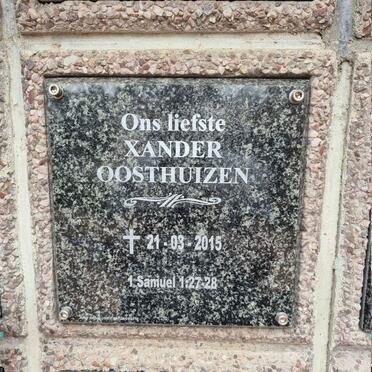 Ons liefste
XANDER
OOSTHUIZEN
† 21 - 03 - 2015
1 Samuel 1:27-28